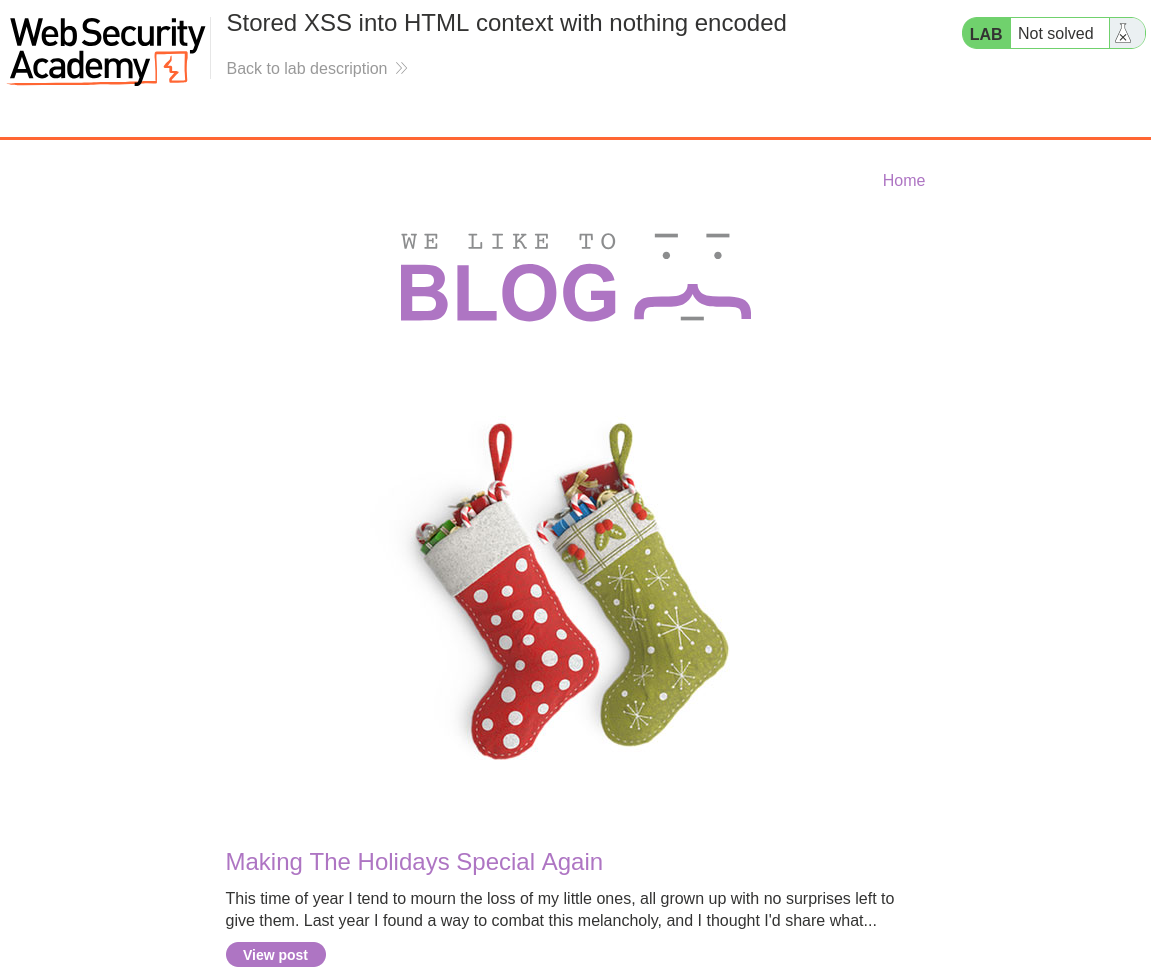 Web Security
Academy
Stored XSS into HTML context with nothing encoded
Back to lab description
LAB Not solved
Home
WE LIKE TO
BLOG
Making The Holidays Special Again
This time of year I tend to mourn the loss of my little ones, all grown up with no surprises left to
give them. Last year I found a way to combat this melancholy, and I thought I'd share what...
View post